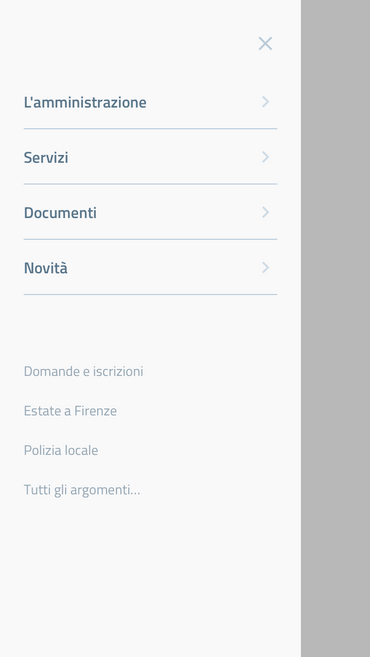 L'amministrazione
Servizi
Documenti
Novità
Domande e iscrizioni
Estate a Firenze
Polizia locale
Tutti gli argomenti...